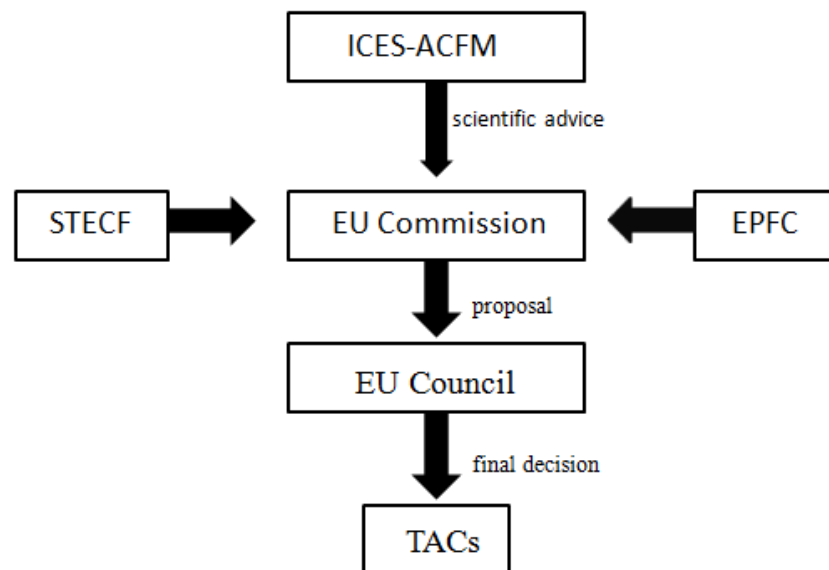 ICES-ACFM
scientific advice
STECF
EU Commission
EPFC
proposal
EU Council
final decision
TACs